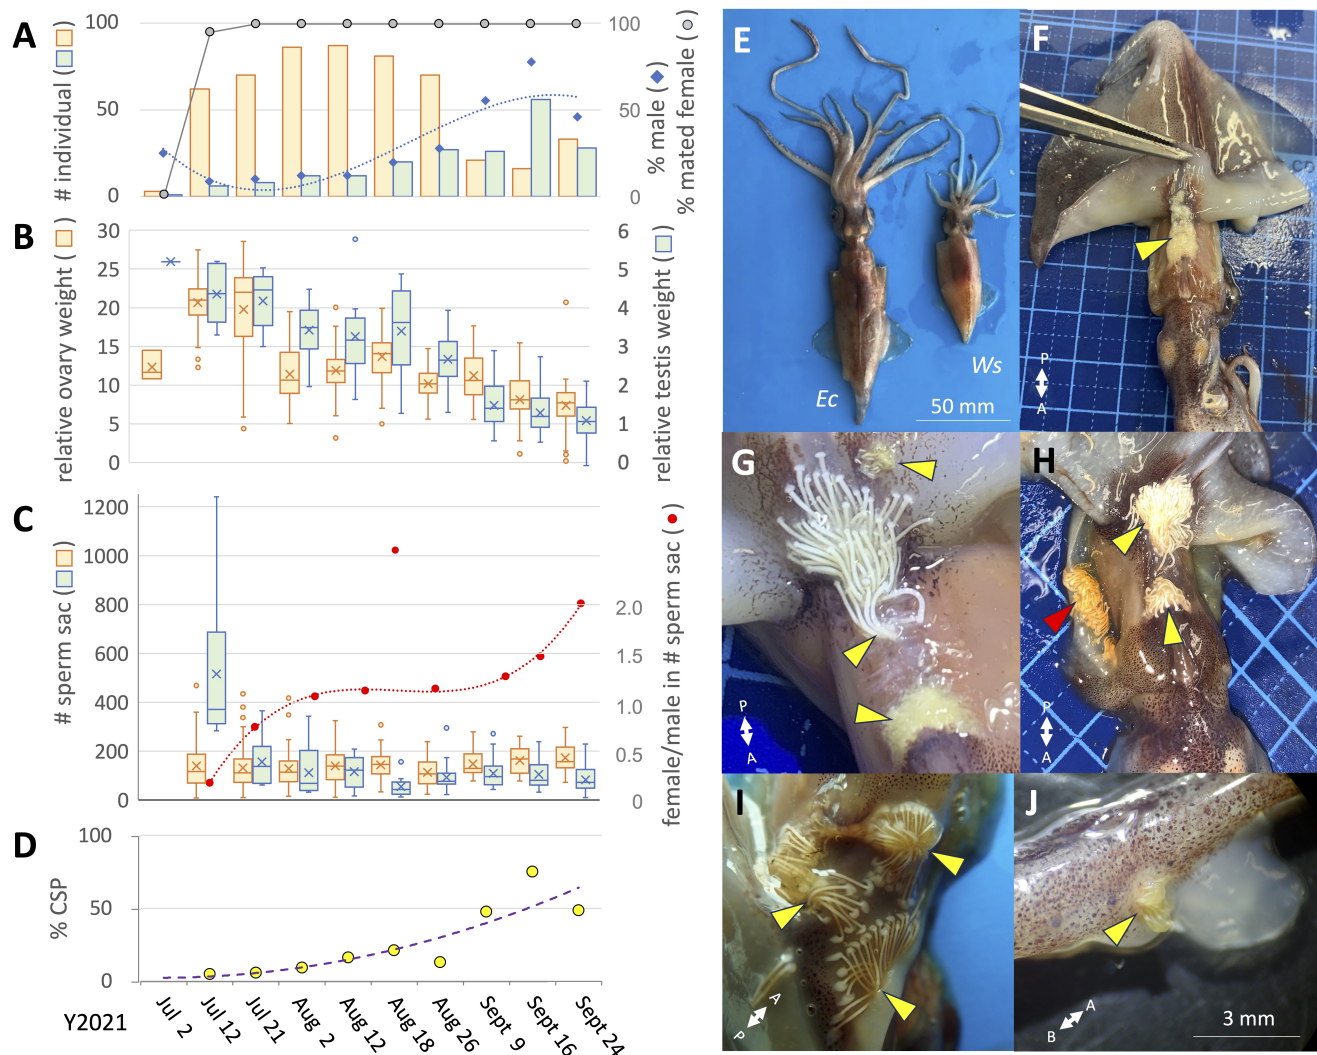 A
# individual ( )
100
50
0
100
50
0
% male ( )
% mated female ( )
B
relative ovary weight ( )
30
25
20
15
10
5
0
6
5
4
3
2
1
0
relative testis weight ( )
C
# sperm sac ( )
1200
1000
800
600
400
200
0
2.0
1.5
1.0
0.5
0
female/male in # sperm sac ( )
D
% CSP
100
50
0
Y2021
Jul 2
Jul 12
Jul 21
Aug 2
Aug 12
Aug 18
Aug 26
Sept 9
Sept 16
Sept 24
E
Ec
Ws
50 mm
F
P
A
G
P
A
H
P
A
I
A
P
J
A
B
3 mm